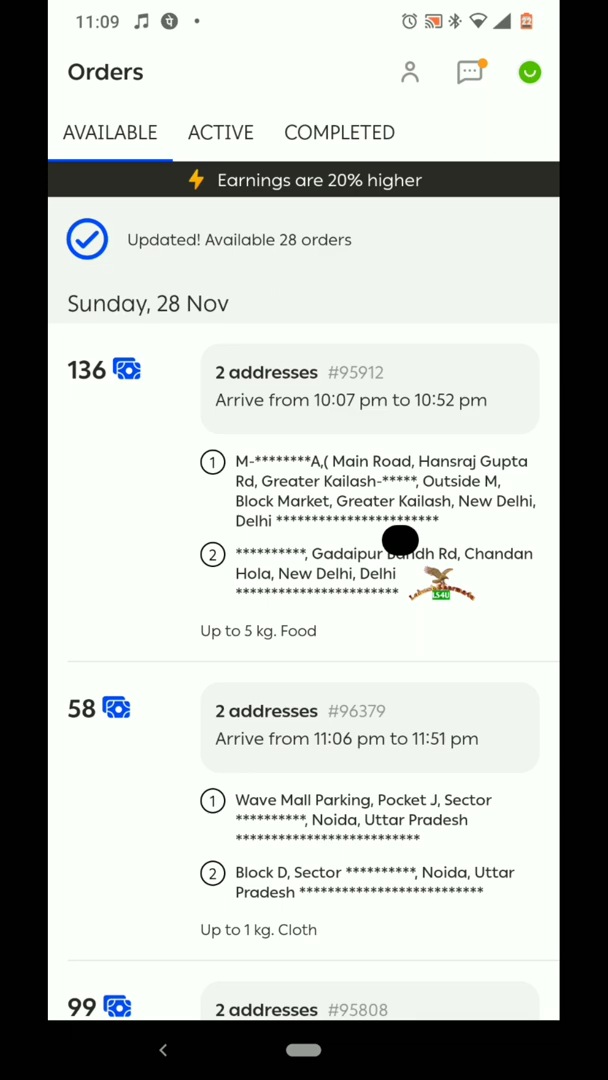 11:09
Orders
AVAILABLE ACTIVE COMPLETED
Earnings are 20% higher
Updated! Available 28 orders
Sunday, 28 Nov
136
2 addresses #95912
Arrive from 10:07 pm to 10:52 pm
1 M-********A,( Main Road, Hansraj Gupta
Rd, Greater Kailash-*****, Outside M,
Block Market, Greater Kailash, New Delhi,
Delhi ***********************
2 **********, Gadaipur Bandh Rd, Chandan
Hola, New Delhi, Delhi
***********************
LS4U
Up to 5 kg. Food
58
2 addresses #96379
Arrive from 11:06 pm to 11:51 pm
1 Wave Mall Parking, Pocket J, Sector
**********, Noida, Uttar Pradesh
**************************
2 Block D, Sector **********, Noida, Uttar
Pradesh **************************
Up to 1 kg. Cloth
99
2 addresses #95808